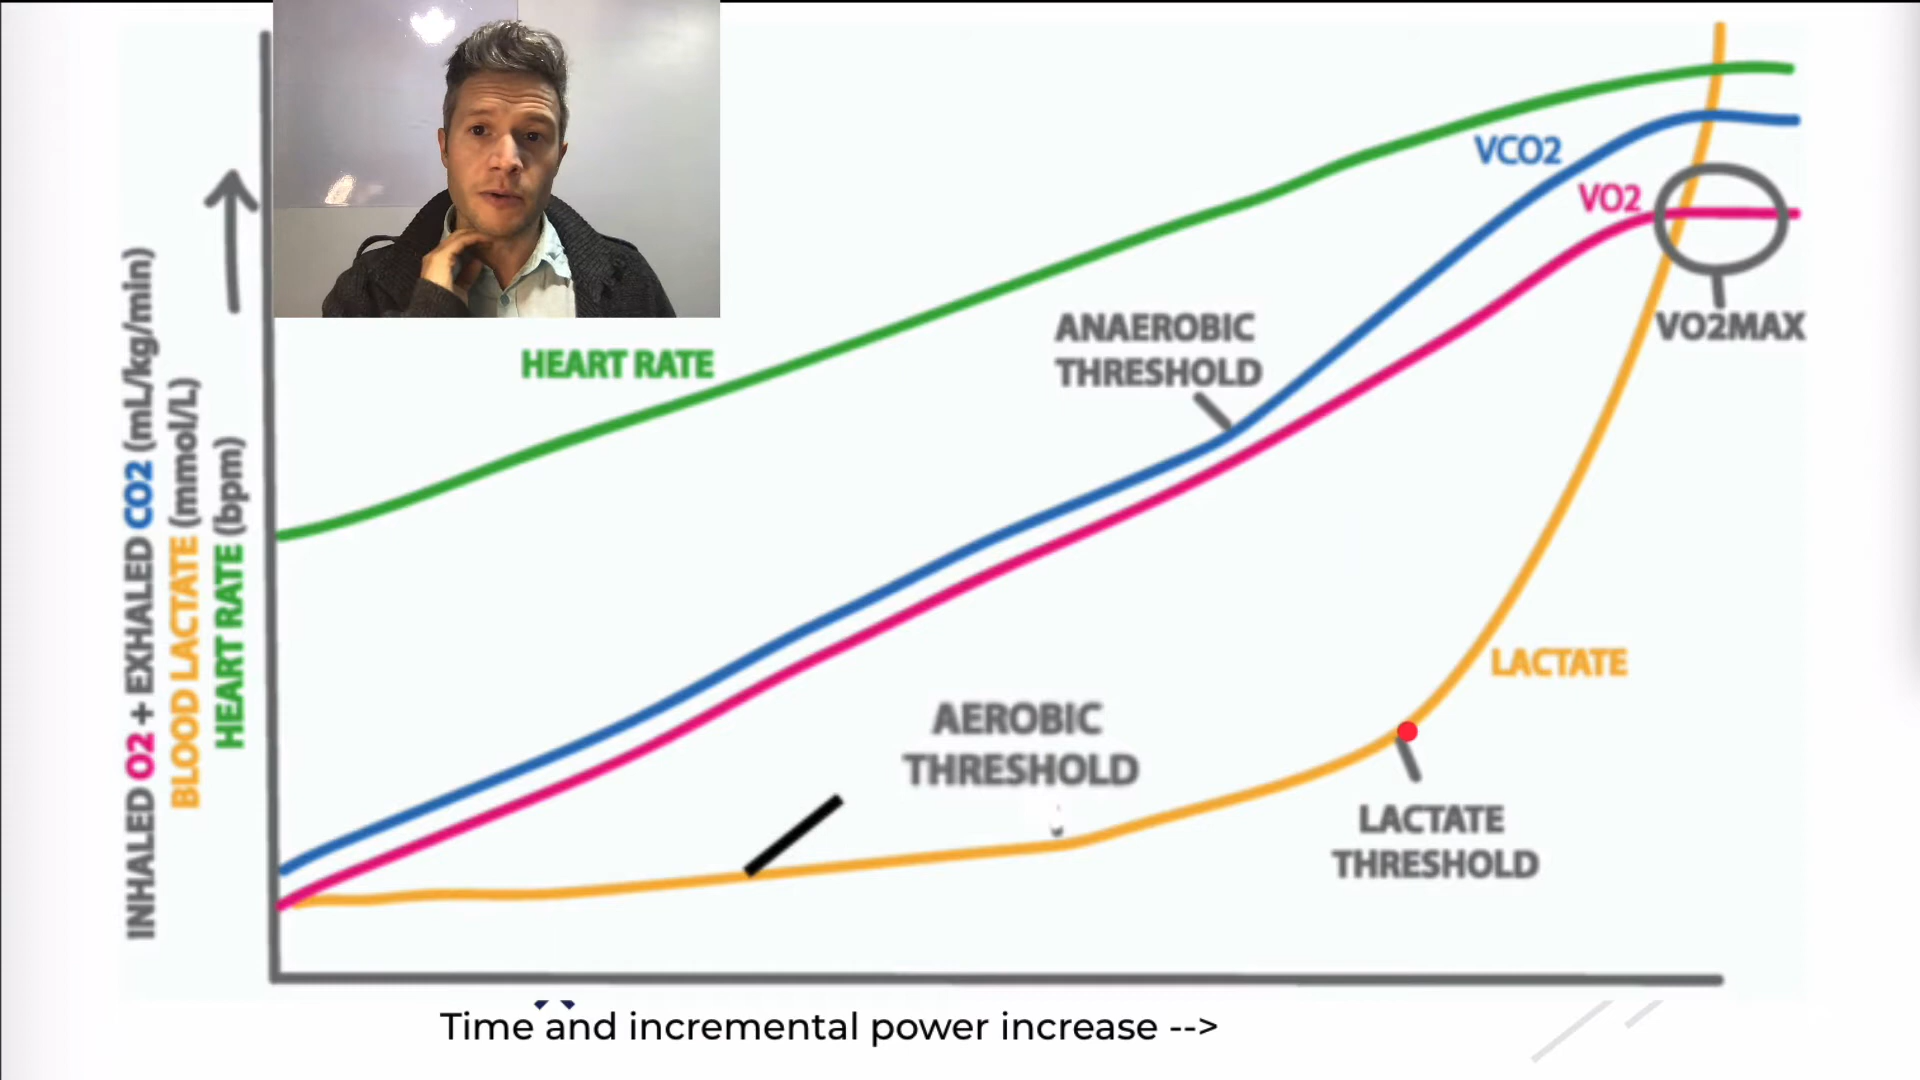 INHALED O2 + EXHALED CO2 (mL/kg/min)
BLOOD LACTATE (mmol/L)
HEART RATE (bpm)
HEART RATE
VCO2
VO2
VO2MAX
ANAEROBIC
THRESHOLD
LACTATE
AEROBIC
THRESHOLD
LACTATE
THRESHOLD
Time and incremental power increase -->